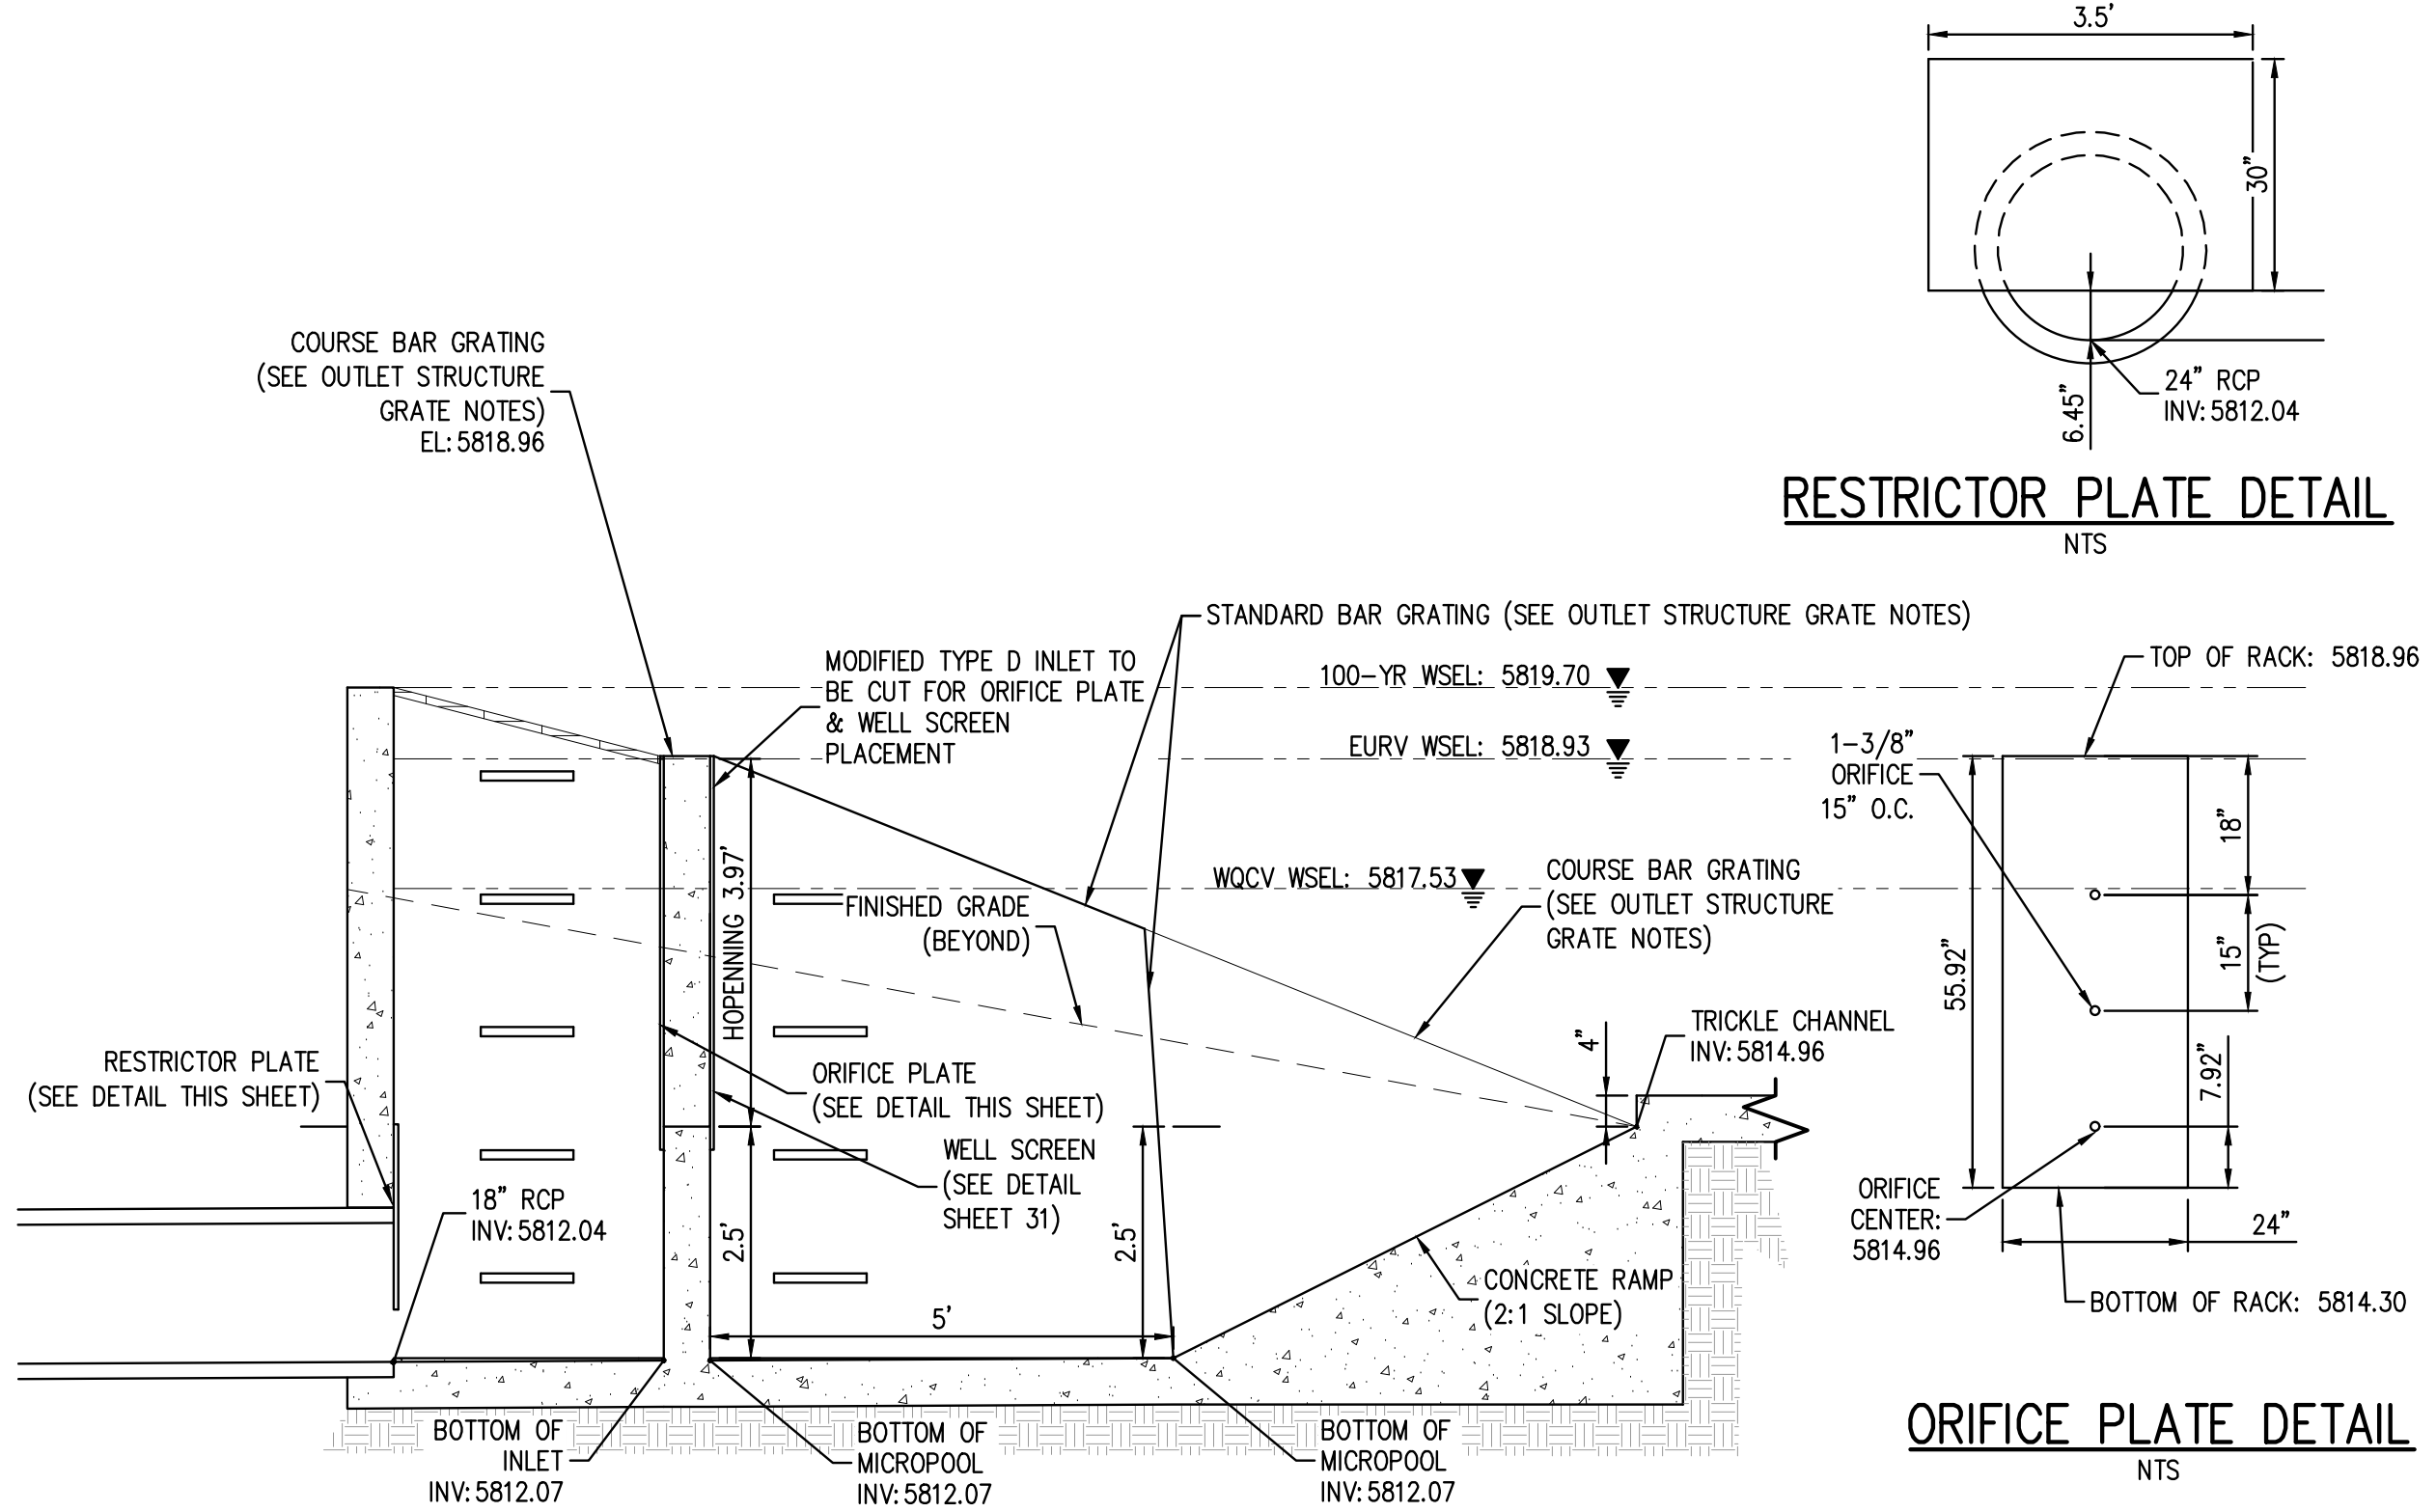 3.5'
30"
6.45"
24" RCP
INV: 5812.04
RESTRICTOR PLATE DETAIL
NTS
COURSE BAR GRATING
(SEE OUTLET STRUCTURE
GRATE NOTES)
EL: 5818.96
STANDARD BAR GRATING (SEE OUTLET STRUCTURE GRATE NOTES)
MODIFIED TYPE D INLET TO
BE CUT FOR ORIFICE PLATE
& WELL SCREEN
PLACEMENT
100-YR WSEL: 5819.70
EURV WSEL: 5818.93
WQCV WSEL: 5817.53
COURSE BAR GRATING
(SEE OUTLET STRUCTURE
GRATE NOTES)
FINISHED GRADE
(BEYOND)
HOPENNING 3.97'
TRICKLE CHANNEL
INV: 5814.96
4"
RESTRICTOR PLATE
(SEE DETAIL THIS SHEET)
ORIFICE PLATE
(SEE DETAIL THIS SHEET)
WELL SCREEN
(SEE DETAIL
SHEET 31)
18" RCP
INV: 5812.04
2.5'
2.5'
5'
CONCRETE RAMP
(2:1 SLOPE)
BOTTOM OF
INLET
INV: 5812.07
BOTTOM OF
MICROPOOL
INV: 5812.07
BOTTOM OF
MICROPOOL
INV: 5812.07
TOP OF RACK: 5818.96
1-3/8"
ORIFICE
15" O.C.
18"
15"
(TYP)
55.92"
7.92"
ORIFICE
CENTER:
5814.96
24"
BOTTOM OF RACK: 5814.30
ORIFICE PLATE DETAIL
NTS